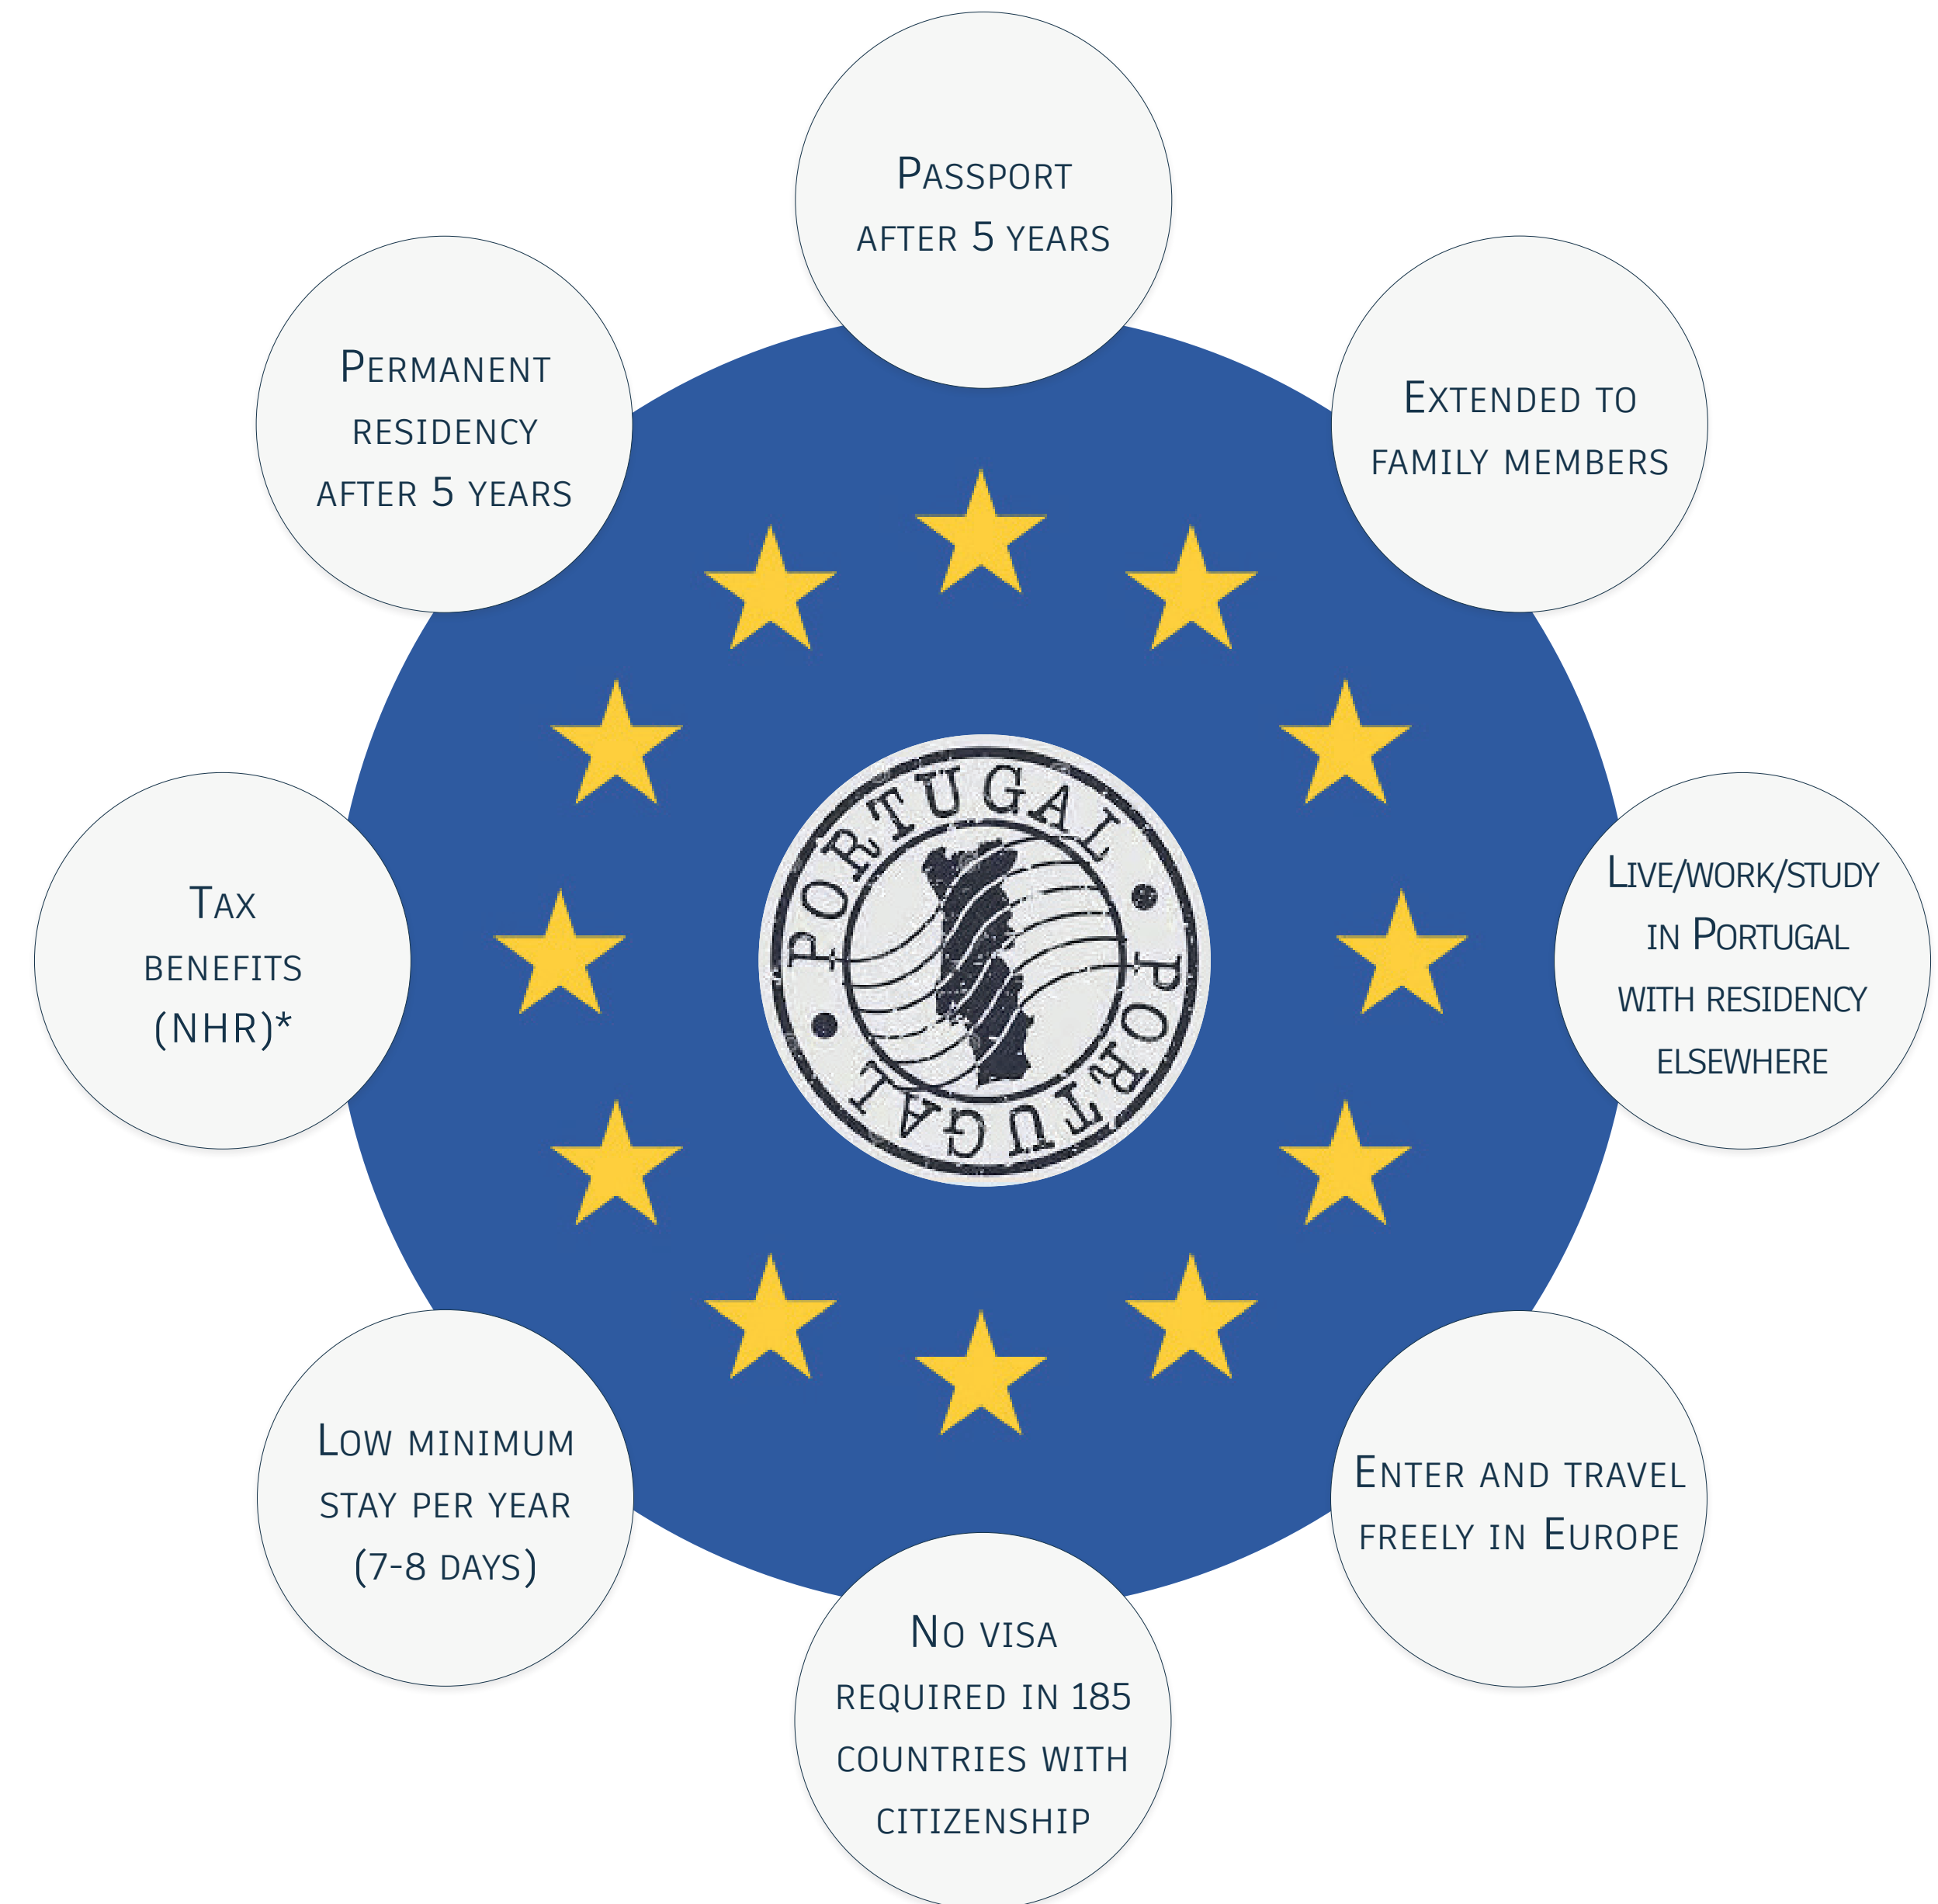 Passport
after 5 years
Extended to
family members
Live/work/study
in Portugal
with residency
elsewhere
Enter and travel
freely in Europe
No visa
required in 185
countries with
citizenship
Low minimum
stay per year
(7-8 days)
Tax
benefits
(NHR)*
Permanent
residency
after 5 years
PORTUGAL
PORTUGAL